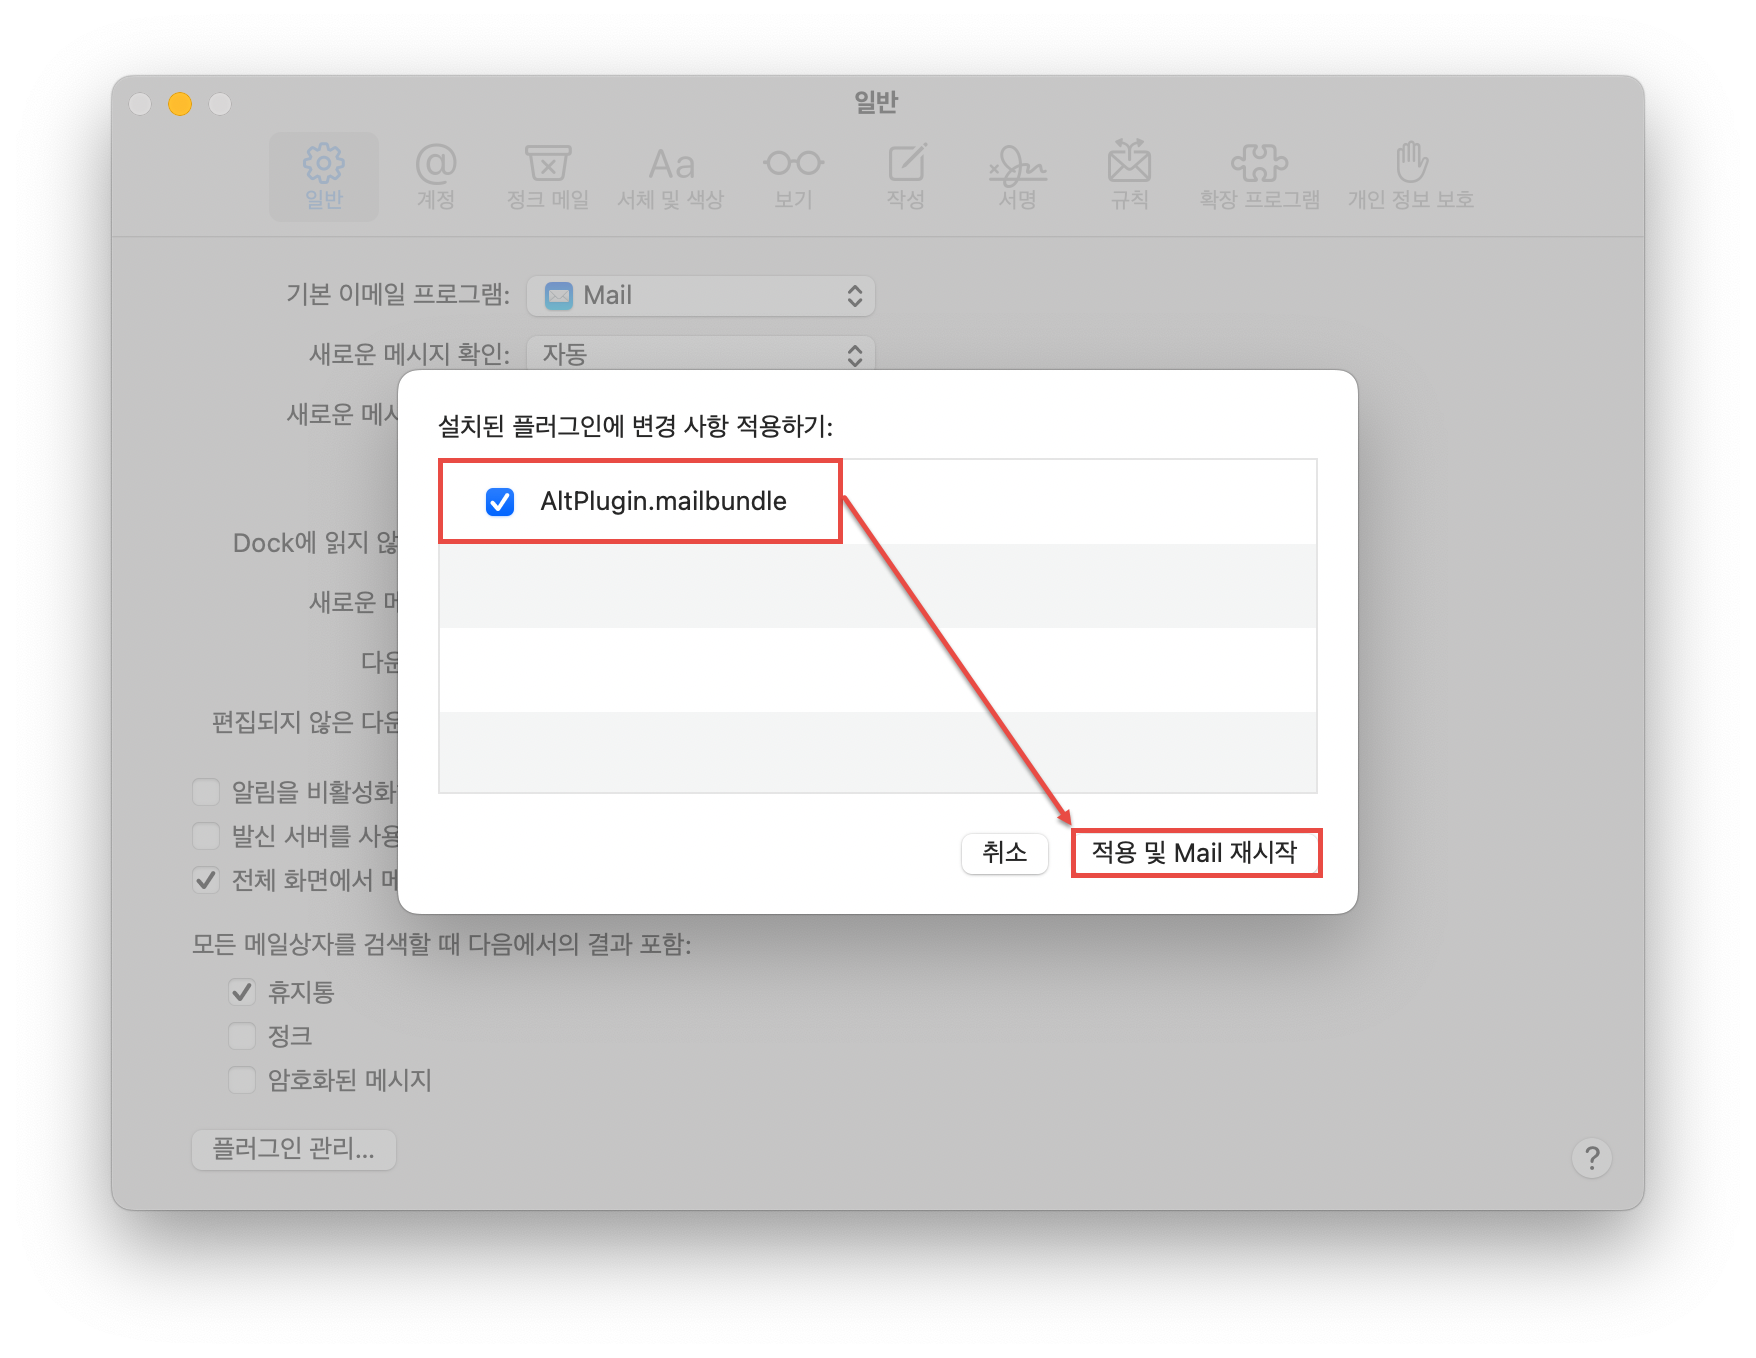 일반
일반
@
계정
정크 메일
Aa
서체 및 색상
보기
작성
서명
규칙
확장 프로그램
개인 정보 보호
기본 이메일 프로그램: Mail
새로운 메시지 확인: 자동
새로운 메시
설치된 플러그인에 변경 사항 적용하기:
AltPlugin.mailbundle
Dock에 읽지 않
새로운 메
다운
편집되지 않은 다운
알림을 비활성화
발신 서버를 사용
전체 화면에서 메
취소
적용 및 Mail 재시작
모든 메일상자를 검색할 때 다음에서의 결과 포함:
휴지통
정크
암호화된 메시지
플러그인 관리...
?